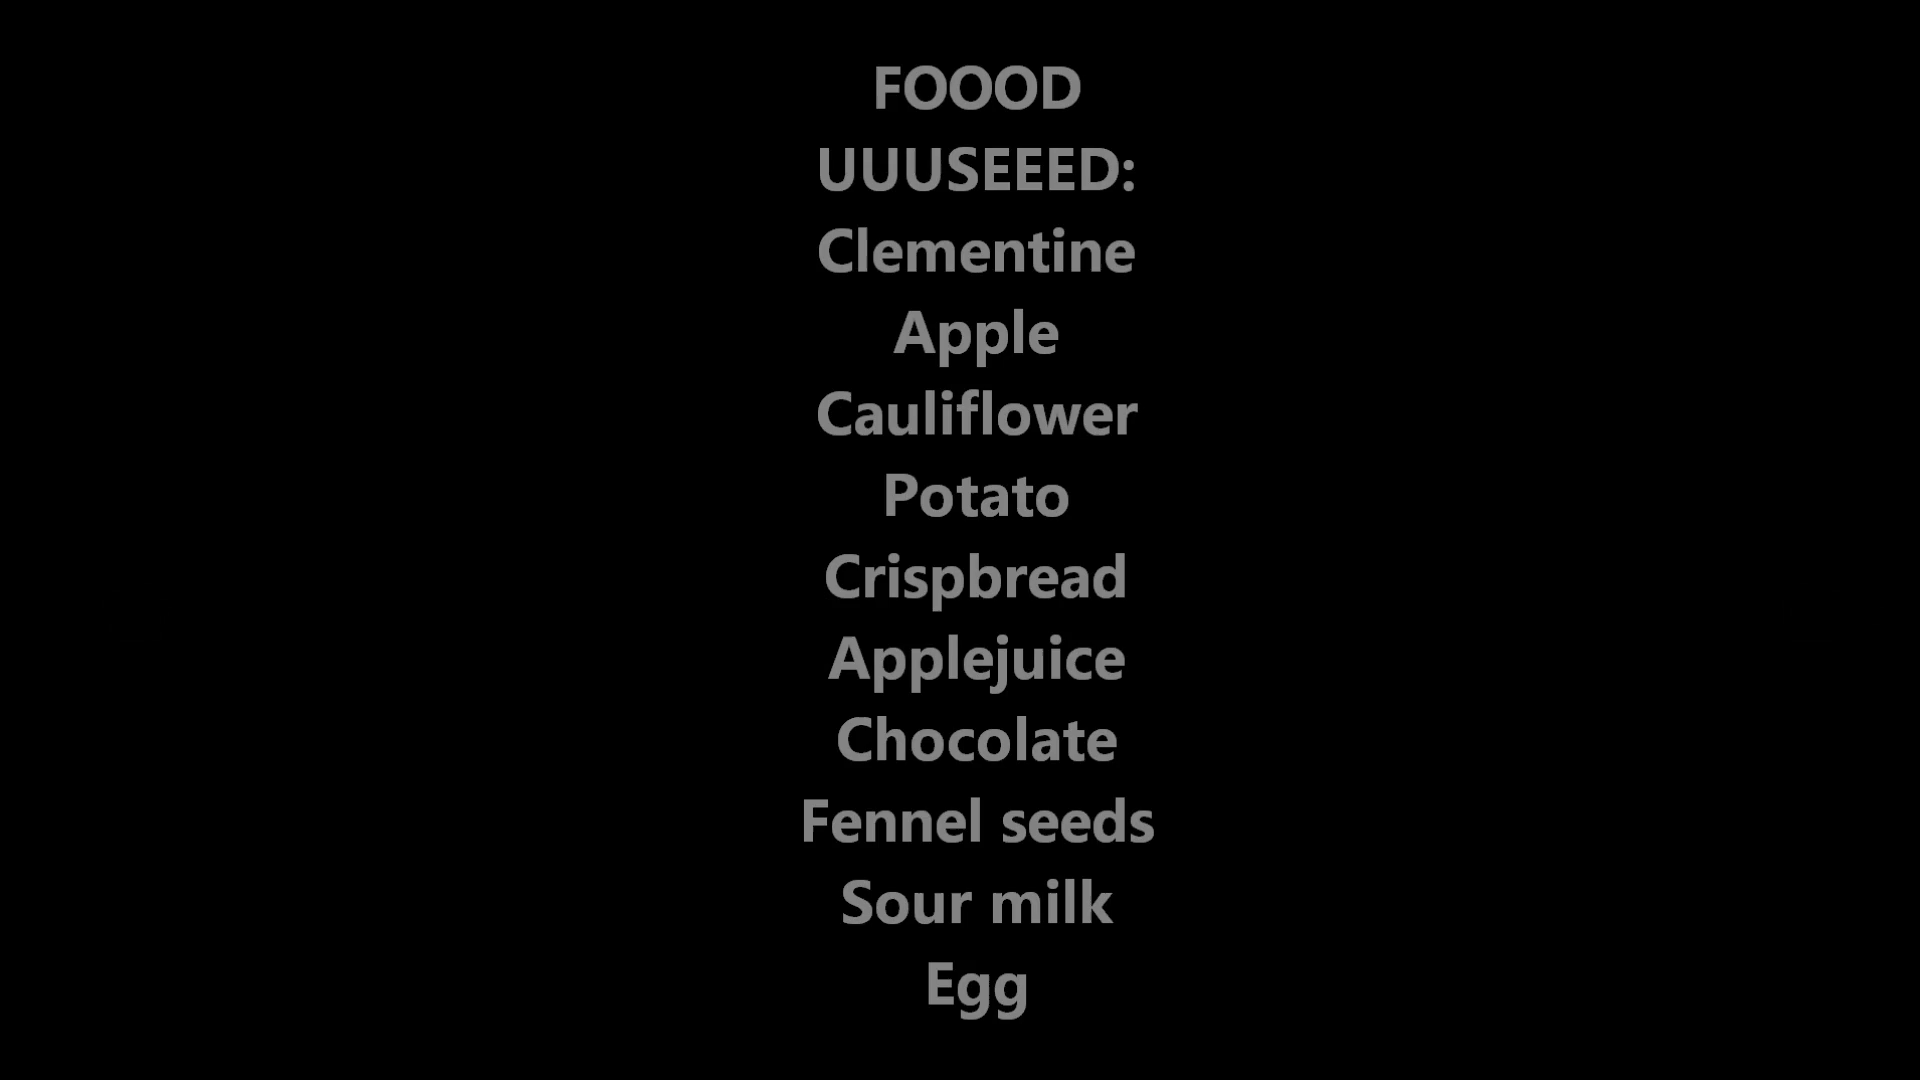 FOOOD
UUUSEEED:
Clementine
Apple
Cauliflower
Potato
Crispbread
Applejuice
Chocolate
Fennel seeds
Sour milk
Egg